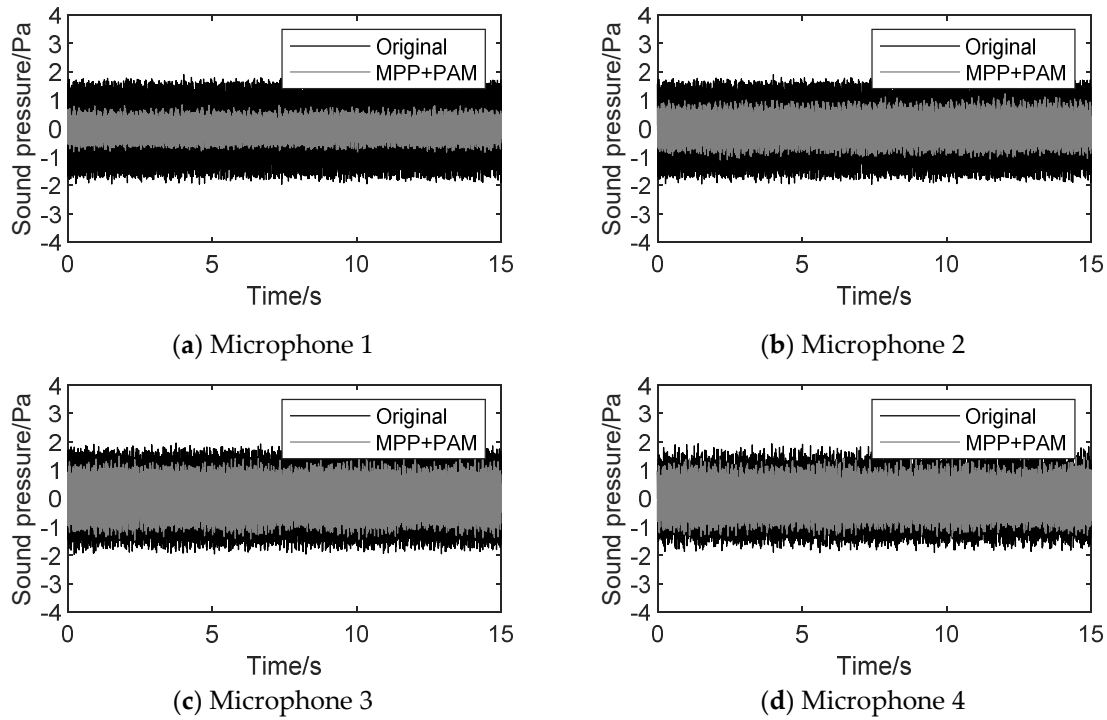 4
3
2
1
0
-1
-2
-3
-4
Sound pressure/Pa
Original
MPP+PAM
0 5 10 15
Time/s
(a) Microphone 1
4
3
2
1
0
-1
-2
-3
-4
Sound pressure/Pa
Original
MPP+PAM
0 5 10 15
Time/s
(b) Microphone 2
4
3
2
1
0
-1
-2
-3
-4
Sound pressure/Pa
Original
MPP+PAM
0 5 10 15
Time/s
(c) Microphone 3
4
3
2
1
0
-1
-2
-3
-4
Sound pressure/Pa
Original
MPP+PAM
0 5 10 15
Time/s
(d) Microphone 4